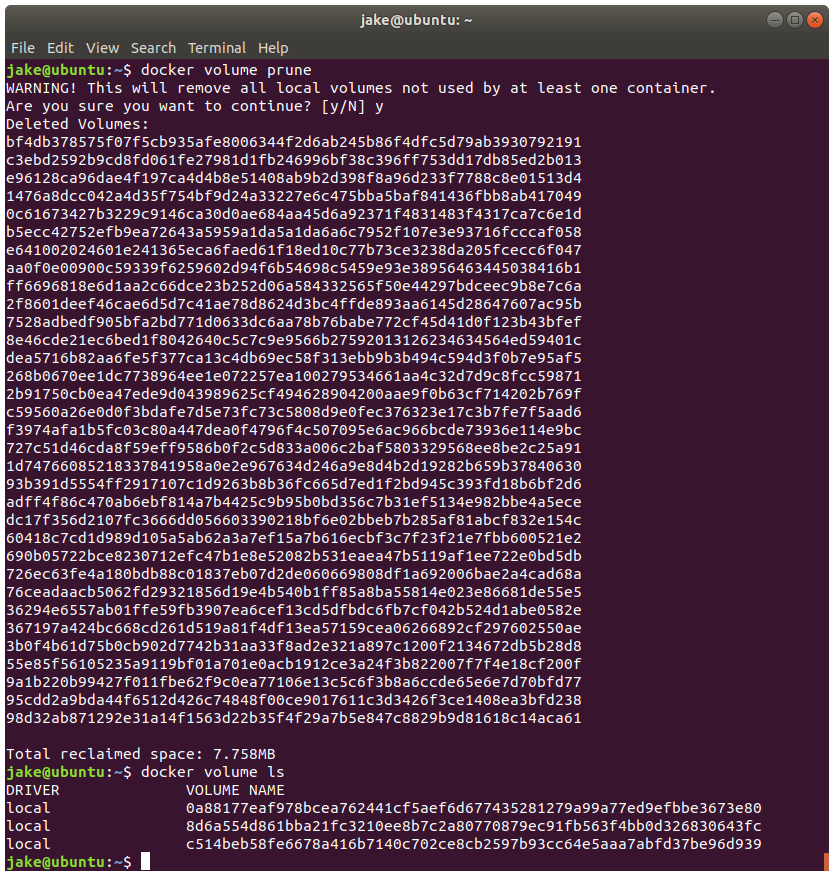 jake@ubuntu: ~
File Edit View Search Terminal Help
jake@ubuntu:~$ docker volume prune
WARNING! This will remove all local volumes not used by at least one container.
Are you sure you want to continue? [y/N] y
Deleted Volumes:
bf4db378575f07f5cb935afe8006344f2d6ab245b86f4dfc5d79ab3930792191
c3ebd2592b9cd8fd061fe27981d1fb246996bf38c396ff753dd17db85ed2b013
e96128ca96dae4f197ca4d4b8e51408ab9b2d398f8a96d233f7788c8e01513d4
1476a8dcc042a4d35f754bf9d24a33227e6c475bba5baf841436fbb8ab417049
0c61673427b3229c9146ca30d0ae684aa45d6a92371f4831483f4317ca7c6e1d
b5ecc42752efb9ea72643a5959a1da5a1da6a6c7952f107e3e93716fcccaf058
e641002024601e241365eca6faed61f18ed10c77b73ce3238da205fcecc6f047
aa0f0e00900c59339f6259602d94f6b54698c5459e93e38956463445038416b1
ff6696818e6d1aa2c66dce23b252d06a584332565f50e44297bdceec9b8e7c6a
2f8601deef46cae6d5d7c41ae78d8624d3bc4ffde893aa6145d28647607ac95b
7528adbedf905bfa2bd771d0633dc6aa78b76babe772cf45d41d0f123b43bfef
8e46cde21ec6bed1f8042640c5c7c9e9566b27592013126234634564ed59401c
dea5716b82aa6fe5f377ca13c4db69ec58f313ebb9b3b494c594d3f0b7e95af5
268b0670ee1dc7738964ee1e072257ea100279534661aa4c32d7d9c8fcc59871
2b91750cb0ea47ede9d043989625cf494628904200aae9f0b63cf714202b769f
c59560a26e0d0f3bdafe7d5e73fc73c5808d9e0fec376323e17c3b7fe7f5aad6
f3974afa1b5fc03c80a447dea0f4796f4c507095e6ac966bcde73936e114e9bc
727c51d46cda8f59eff9586b0f2c5d833a006c2baf5803329568ee8be2c25a91
1d74766085218337841958a0e2e967634d246a9e8d4b2d19282b659b37840630
93b391d5554ff2917107c1d9263b8b36fc665d7ed1f2bd945c393fd18b6bf2d6
adff4f86c470ab6ebf814a7b4425c9b95b0bd356c7b31ef5134e982bbe4a5ece
dc17f356d2107fc3666dd056603390218bf6e02bbeb7b285af81abcf832e154c
60418c7cd1d989d105a5ab62a3a7ef15a7b616ecbf3c7f23f21e7fbb600521e2
690b05722bce8230712efc47b1e8e52082b531eaea47b5119af1ee722e0bd5db
726ec63fe4a180bdb88c01837eb07d2de060669808df1a692006bae2a4cad68a
76ceadaacb5062fd29321856d19e4b540b1ff85a8ba55814e023e86681de55e5
36294e6557ab01ffe59fb3907ea6cef13cd5dfbdc6fb7cf042b524d1abe0582e
367197a424bc668cd261d519a81f4df13ea57159cea06266892cf297602550ae
3b0f4b61d75b0cb902d7742b31aa33f8ad2e321a897c1200f2134672db5b28d8
55e85f56105235a9119bf01a701e0acb1912ce3a24f3b822007f7f4e18cf200f
9a1b220b99427f011fbe62f9c0ea77106e13c5c6f3b8a6ccde65e6e7d70bfd77
95cdd2a9bda44f6512d426c74848f00ce9017611c3d3426f3ce1408ea3bfd238
98d32ab871292e31a14f1563d22b35f4f29a7b5e847c8829b9d81618c14aca61
Total reclaimed space: 7.758MB
jake@ubuntu:~$ docker volume ls
DRIVER VOLUME NAME
local 0a88177eaf978bcea762441cf5aef6d677435281279a99a77ed9efbbe3673e80
local 8d6a554d861bba21fc3210ee8b7c2a80770879ec91fb563f4bb0d326830643fc
local c514beb58fe6678a416b7140c702ce8cb2597b93cc64e5aaa7abfd37be96d939
jake@ubuntu:~$